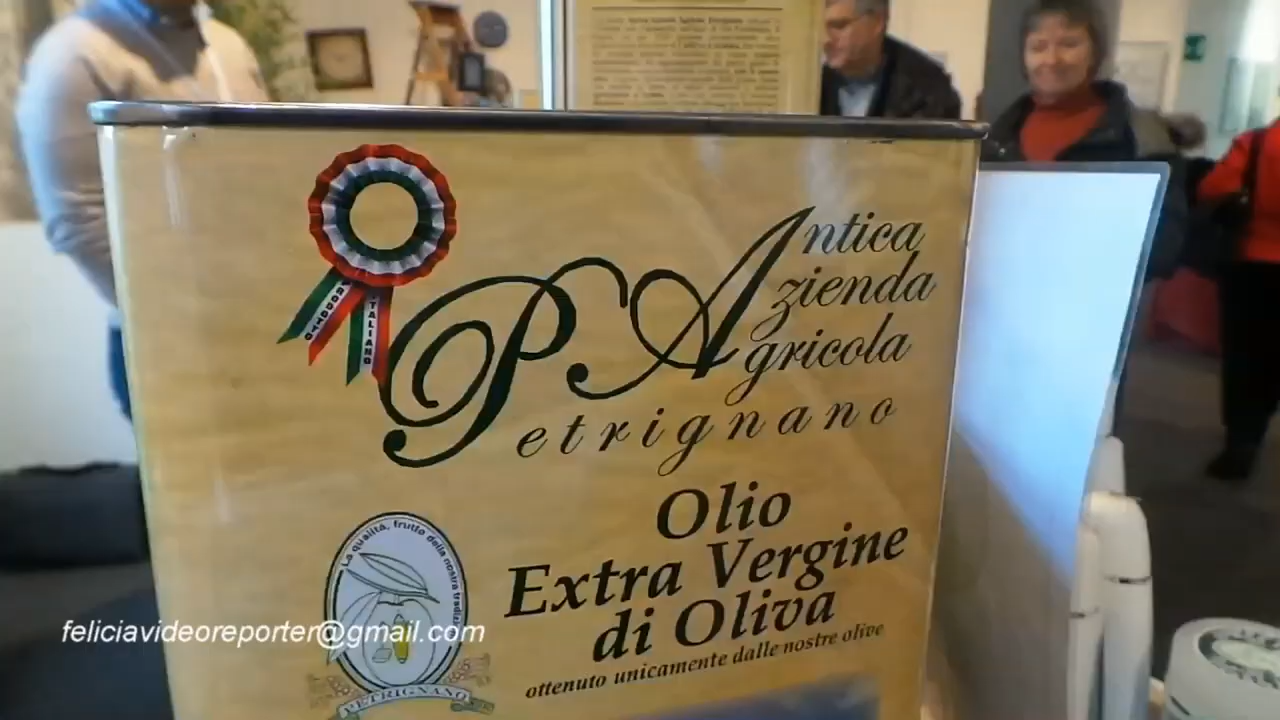 Antica
Azienda
Agricola
Petrignano
PRODOTTO
ITALIANO
Olio
Extra Vergine
di Oliva
ottenuto unicamente dalle nostre olive
La qualità, frutto della nostra
PETRIGNANO
feliciavideoreporter@gmail.com